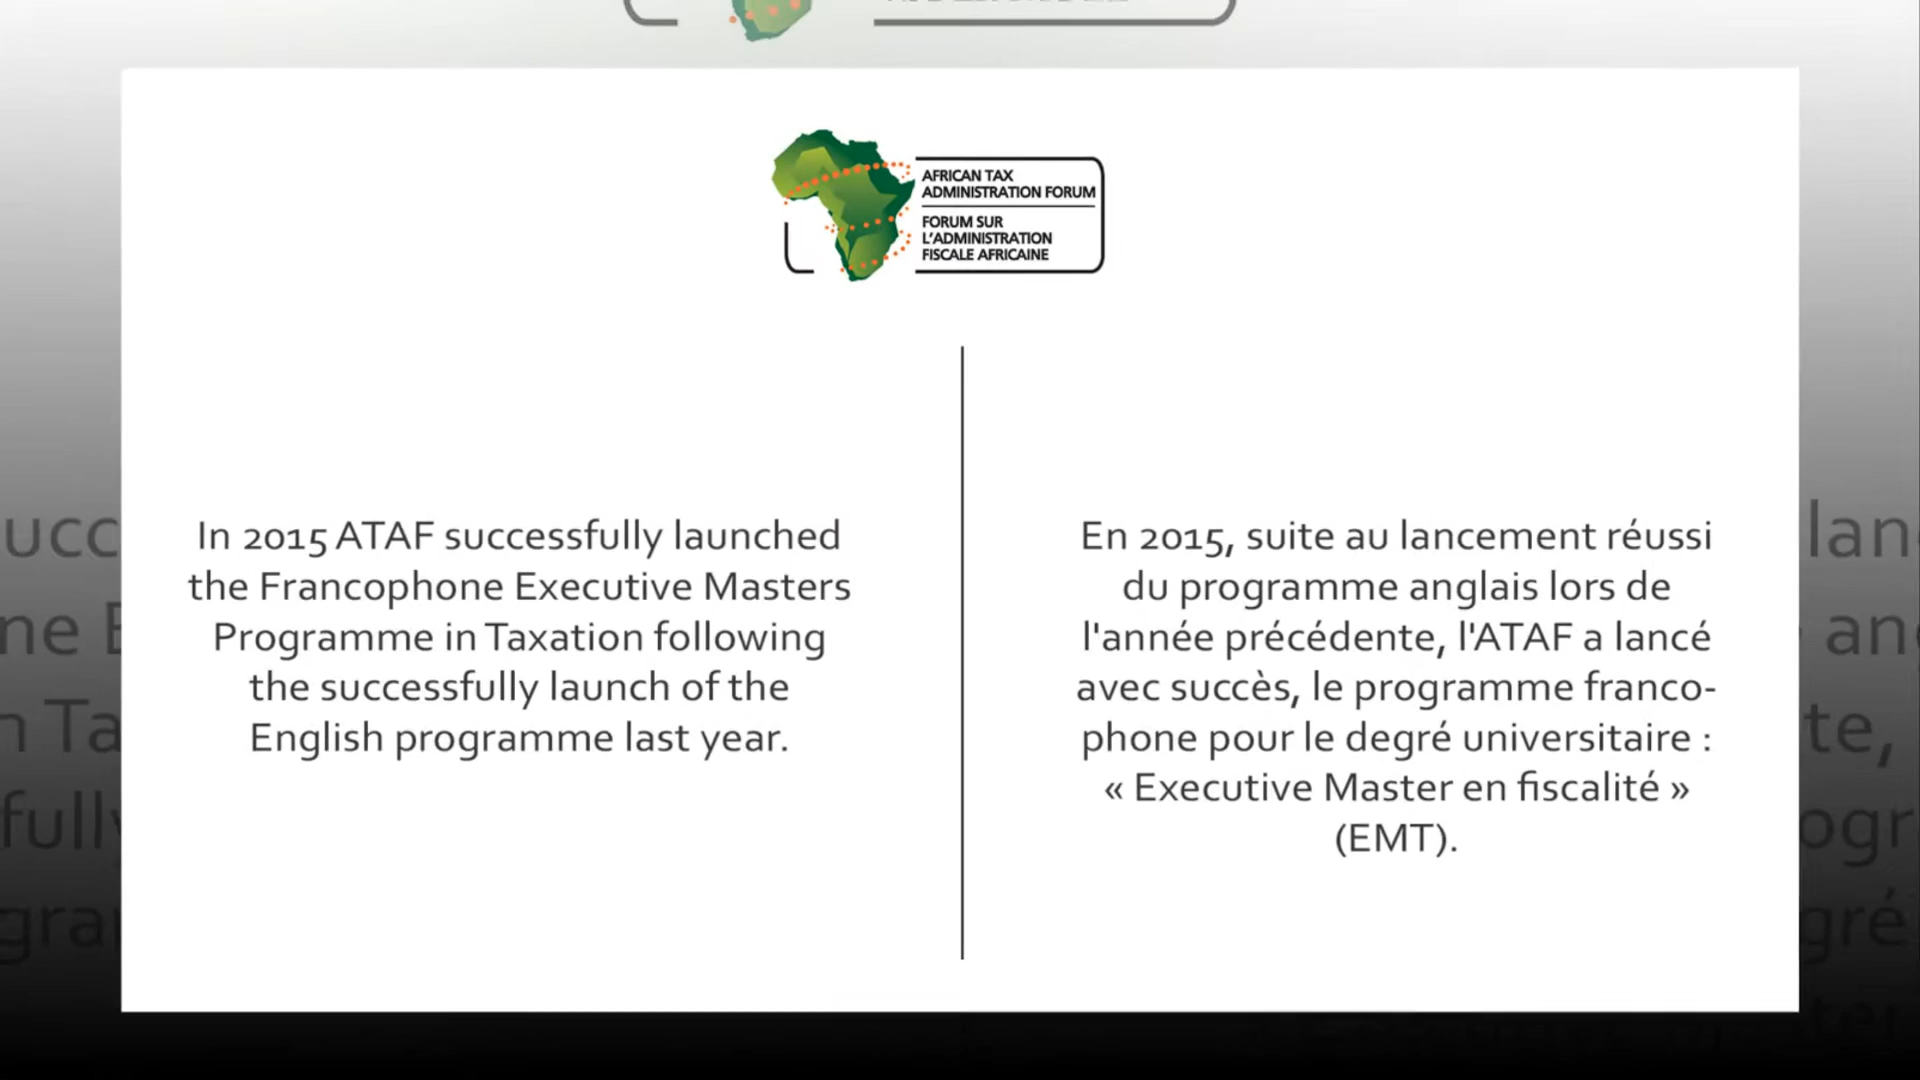 AFRICAN TAX
ADMINISTRATION FORUM
FORUM SUR
L'ADMINISTRATION
FISCALE AFRICAINE
In 2015 ATAF successfully launched
the Francophone Executive Masters
Programme in Taxation following
the successfully launch of the
English programme last year.
En 2015, suite au lancement réussi
du programme anglais lors de
l'année précédente, l'ATAF a lancé
avec succès, le programme franco-
phone pour le degré universitaire :
« Executive Master en fiscalité »
(EMT).